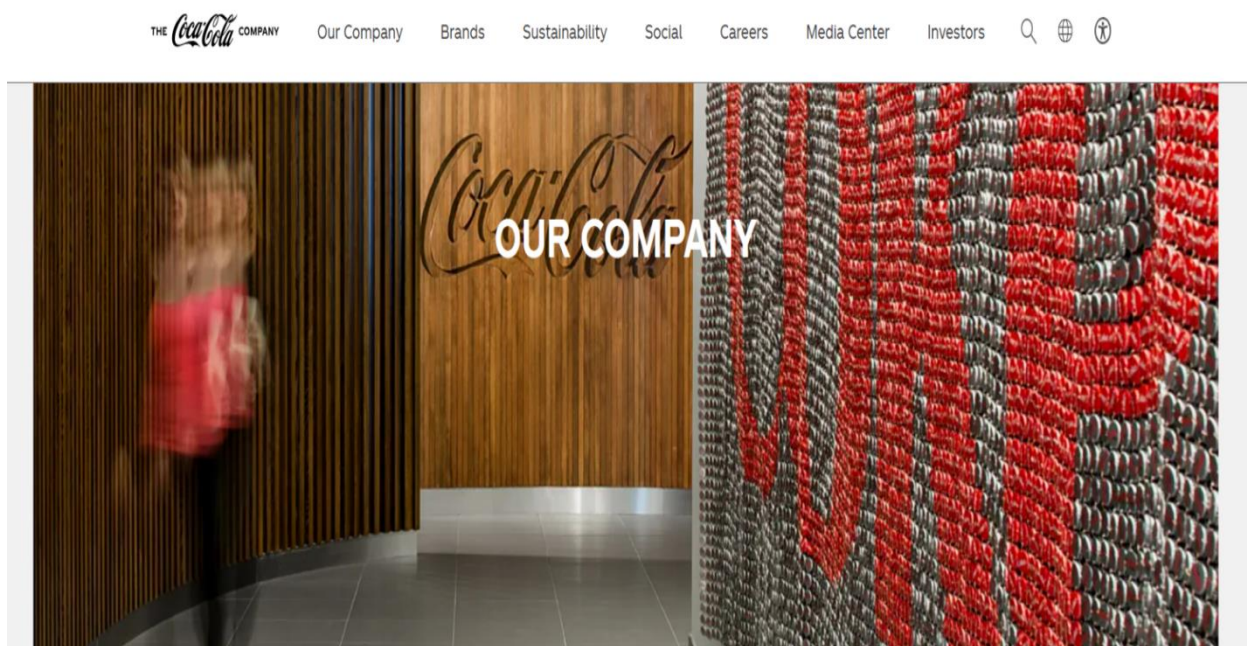 THE Coca-Cola COMPANY Our Company Brands Sustainability Social Careers Media Center Investors
Coca-Cola
OUR COMPANY